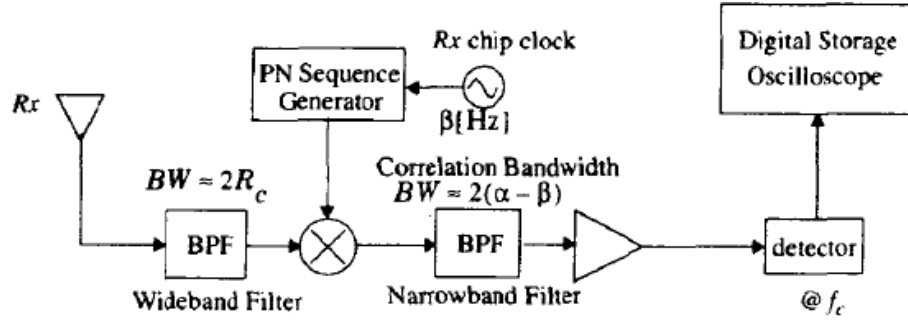 Rx
PN Sequence
Generator
Rx chip clock
β[Hz]
Digital Storage
Oscilloscope
BW ≈ 2R_c
BPF
Wideband Filter
Correlation Bandwidth
BW ≈ 2(α − β)
BPF
Narrowband Filter
detector
@ f_c